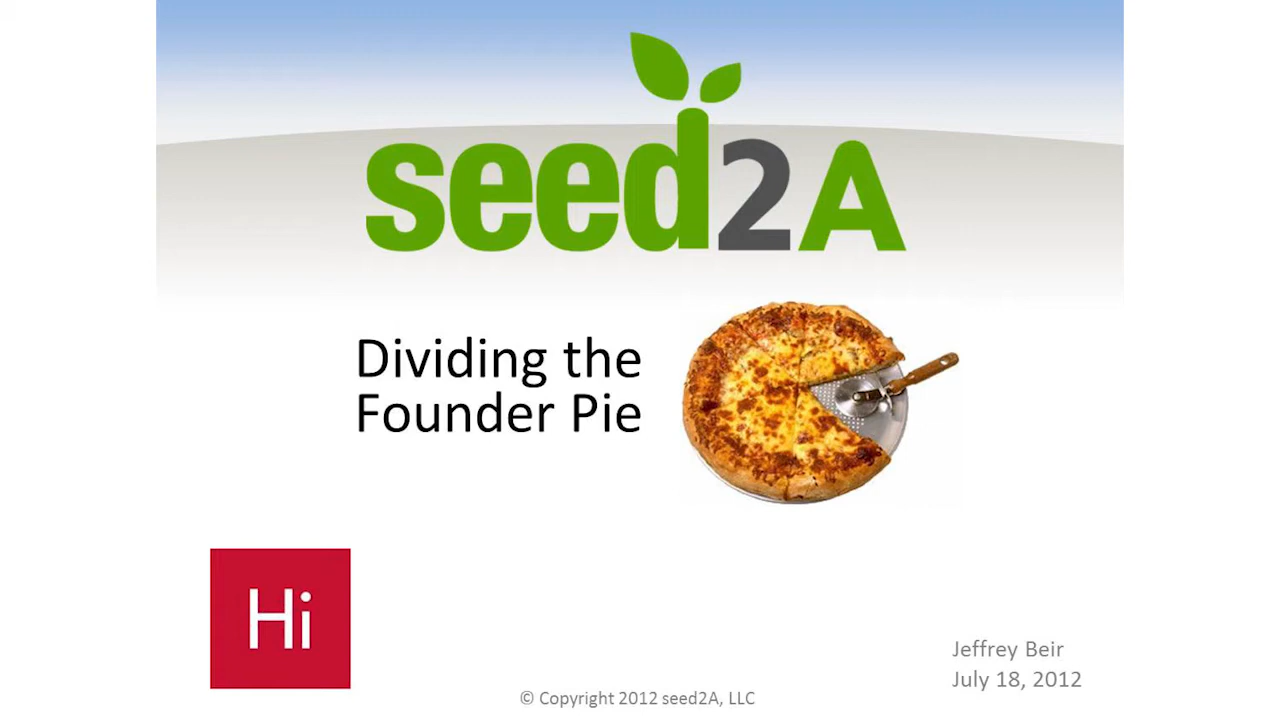 seed2A
Dividing the
Founder Pie
Hi
Jeffrey Beir
July 18, 2012
© Copyright 2012 seed2A, LLC